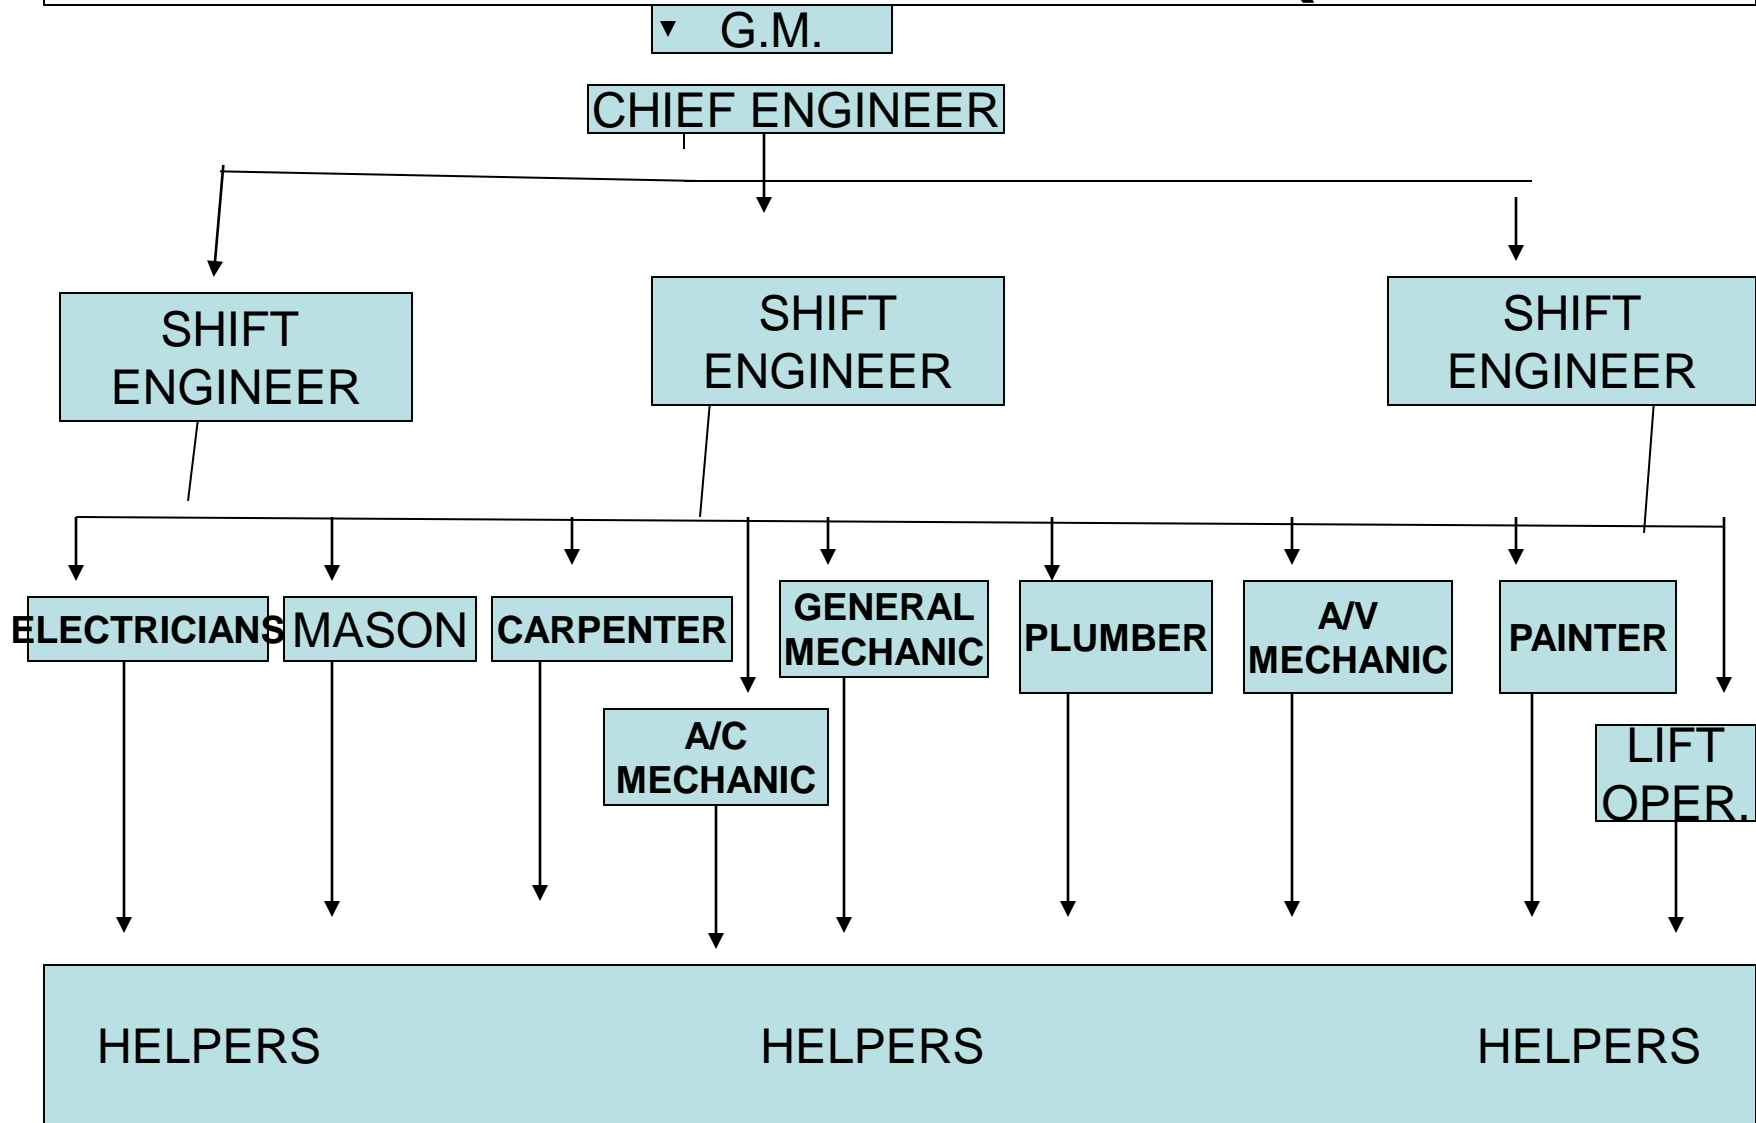 G.M.
CHIEF ENGINEER
SHIFT
ENGINEER
SHIFT
ENGINEER
SHIFT
ENGINEER
ELECTRICIANS
MASON
CARPENTER
GENERAL
MECHANIC
PLUMBER
A/V
MECHANIC
PAINTER
A/C
MECHANIC
LIFT
OPER.
HELPERS
HELPERS
HELPERS